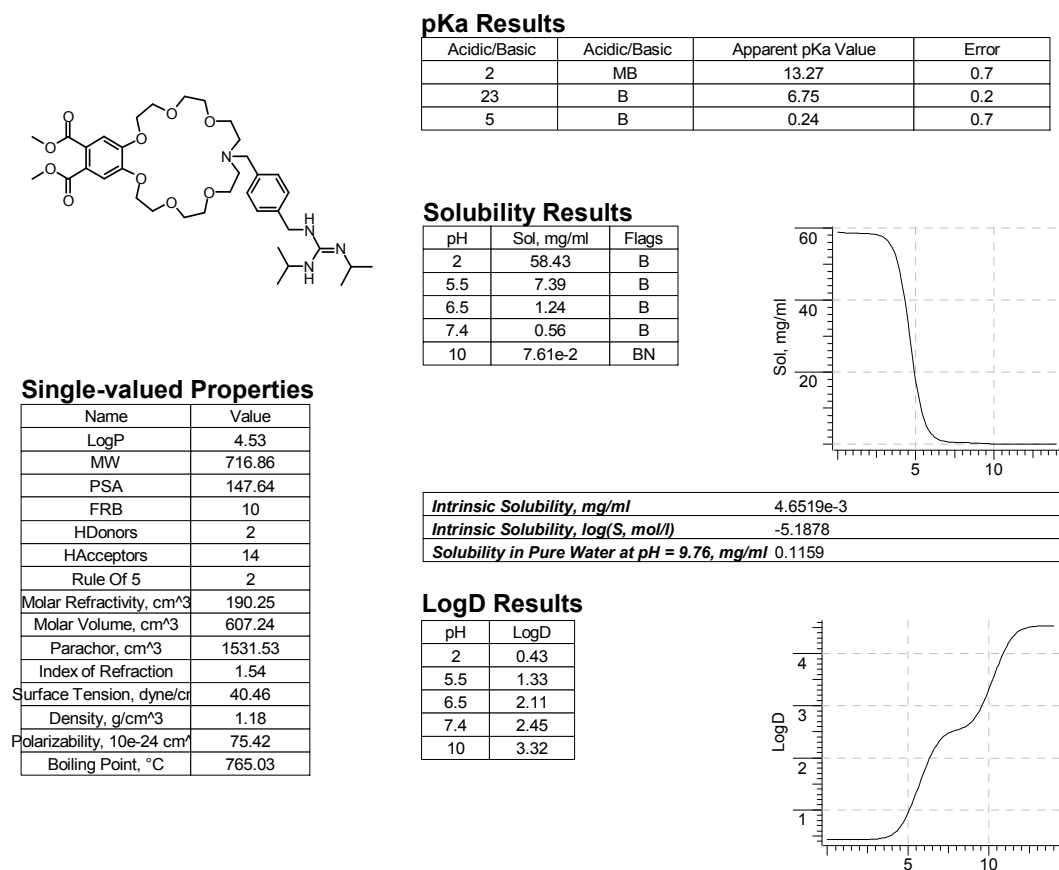 pKa Results
Acidic/Basic Acidic/Basic Apparent pKa Value Error
2 MB 13.27 0.7
23 B 6.75 0.2
5 B 0.24 0.7
O
O
O
O
O
O
O
O
O
O
N
H
N
N
N
H
Solubility Results
pH Sol, mg/ml Flags
2 58.43 B
5.5 7.39 B
6.5 1.24 B
7.4 0.56 B
10 7.61e-2 BN
Sol, mg/ml
60
40
20
5 10
Single-valued Properties
Name Value
LogP 4.53
MW 716.86
PSA 147.64
FRB 10
HDonors 2
HAcceptors 14
Rule Of 5 2
Molar Refractivity, cm^3 190.25
Molar Volume, cm^3 607.24
Parachor, cm^3 1531.53
Index of Refraction 1.54
Surface Tension, dyne/cr 40.46
Density, g/cm^3 1.18
Polarizability, 10e-24 cm^ 75.42
Boiling Point, °C 765.03
Intrinsic Solubility, mg/ml 4.6519e-3
Intrinsic Solubility, log(S, mol/l) -5.1878
Solubility in Pure Water at pH = 9.76, mg/ml 0.1159
LogD Results
pH LogD
2 0.43
5.5 1.33
6.5 2.11
7.4 2.45
10 3.32
LogD
4
3
2
1
5 10